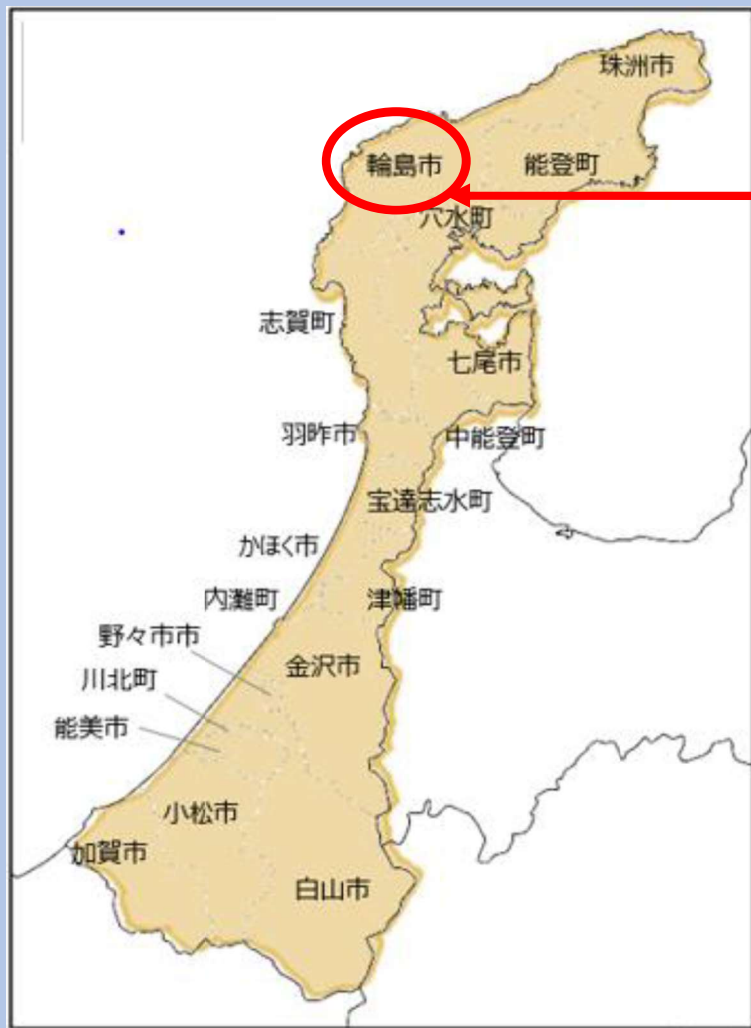 珠洲市
輪島市
能登町
穴水町
志賀町
七尾市
羽咋市
中能登町
宝達志水町
かほく市
内灘町
津幡町
野々市市
金沢市
川北町
能美市
小松市
加賀市
白山市